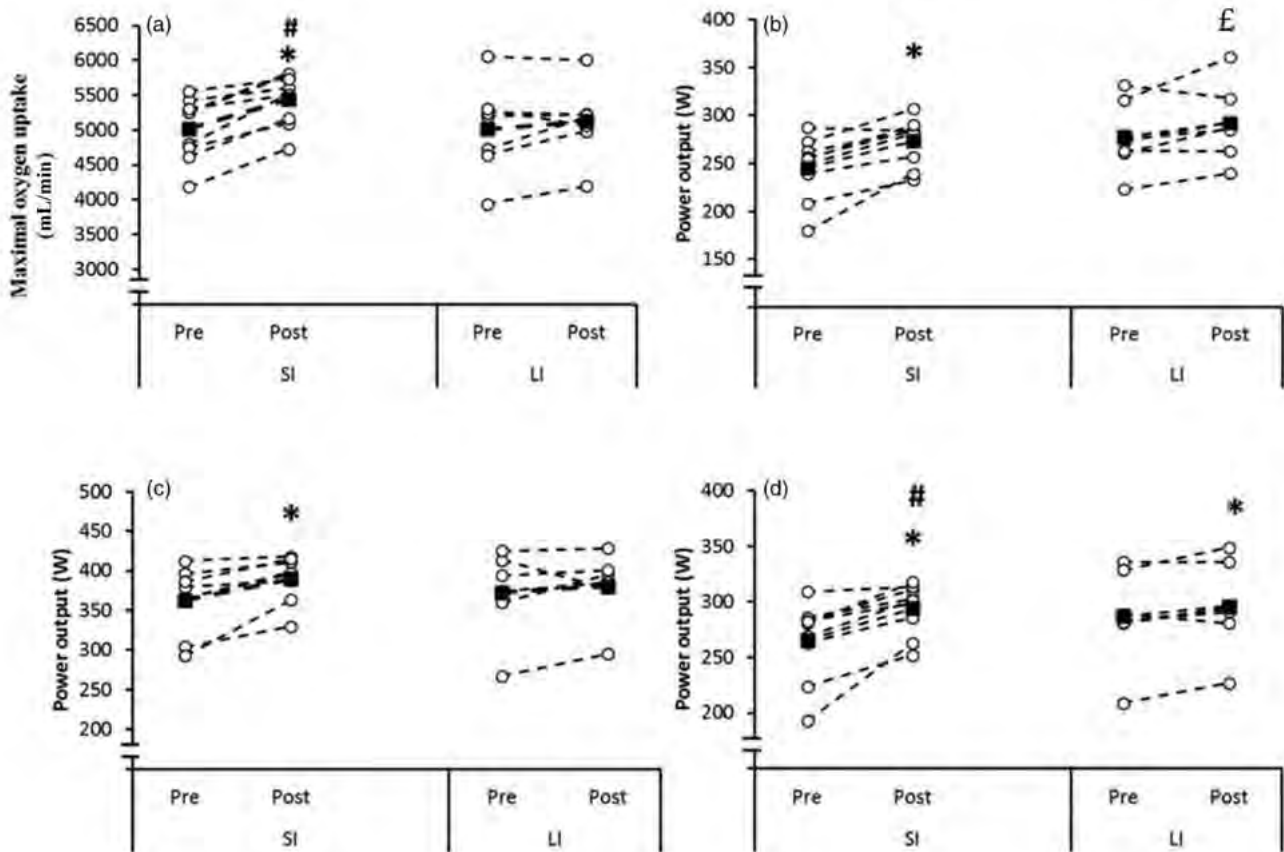 (a)
Maximal oxygen uptake
(mL/min)
6500
6000
5500
5000
4500
4000
3500
3000
#
*
Pre Post Pre Post
SI LI
(b)
Power output (W)
400
350
300
250
200
150
*
£
Pre Post Pre Post
SI LI
(c)
Power output (W)
500
450
400
350
300
250
200
*
Pre Post Pre Post
SI LI
(d)
Power output (W)
400
350
300
250
200
#
*
*
Pre Post Pre Post
SI LI